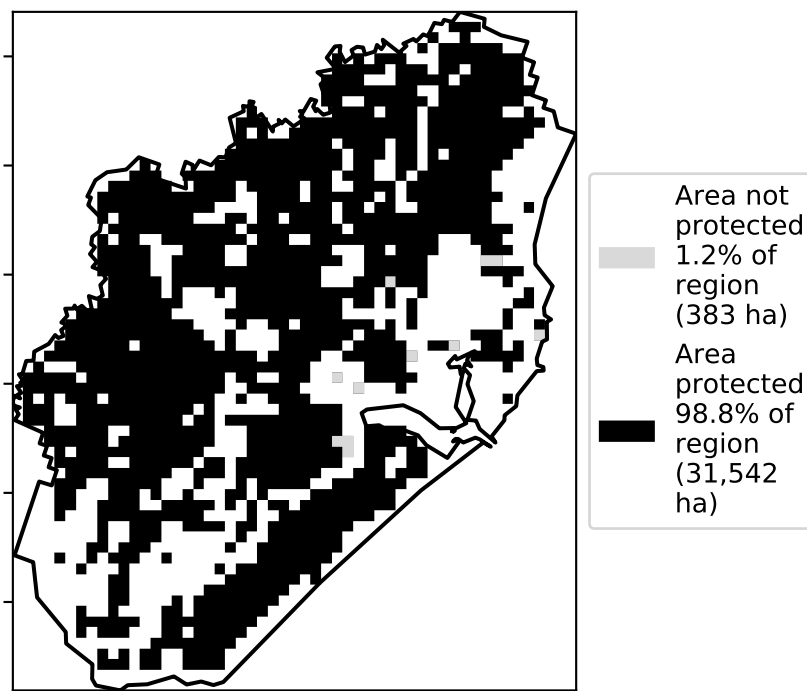 Area not
protected
1.2% of
region
(383 ha)
Area
protected
98.8% of
region
(31,542
ha)